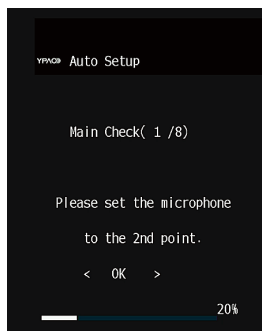 YPAO Auto Setup
Main Check( 1 /8)
Please set the microphone
to the 2nd point.
< OK >
20%